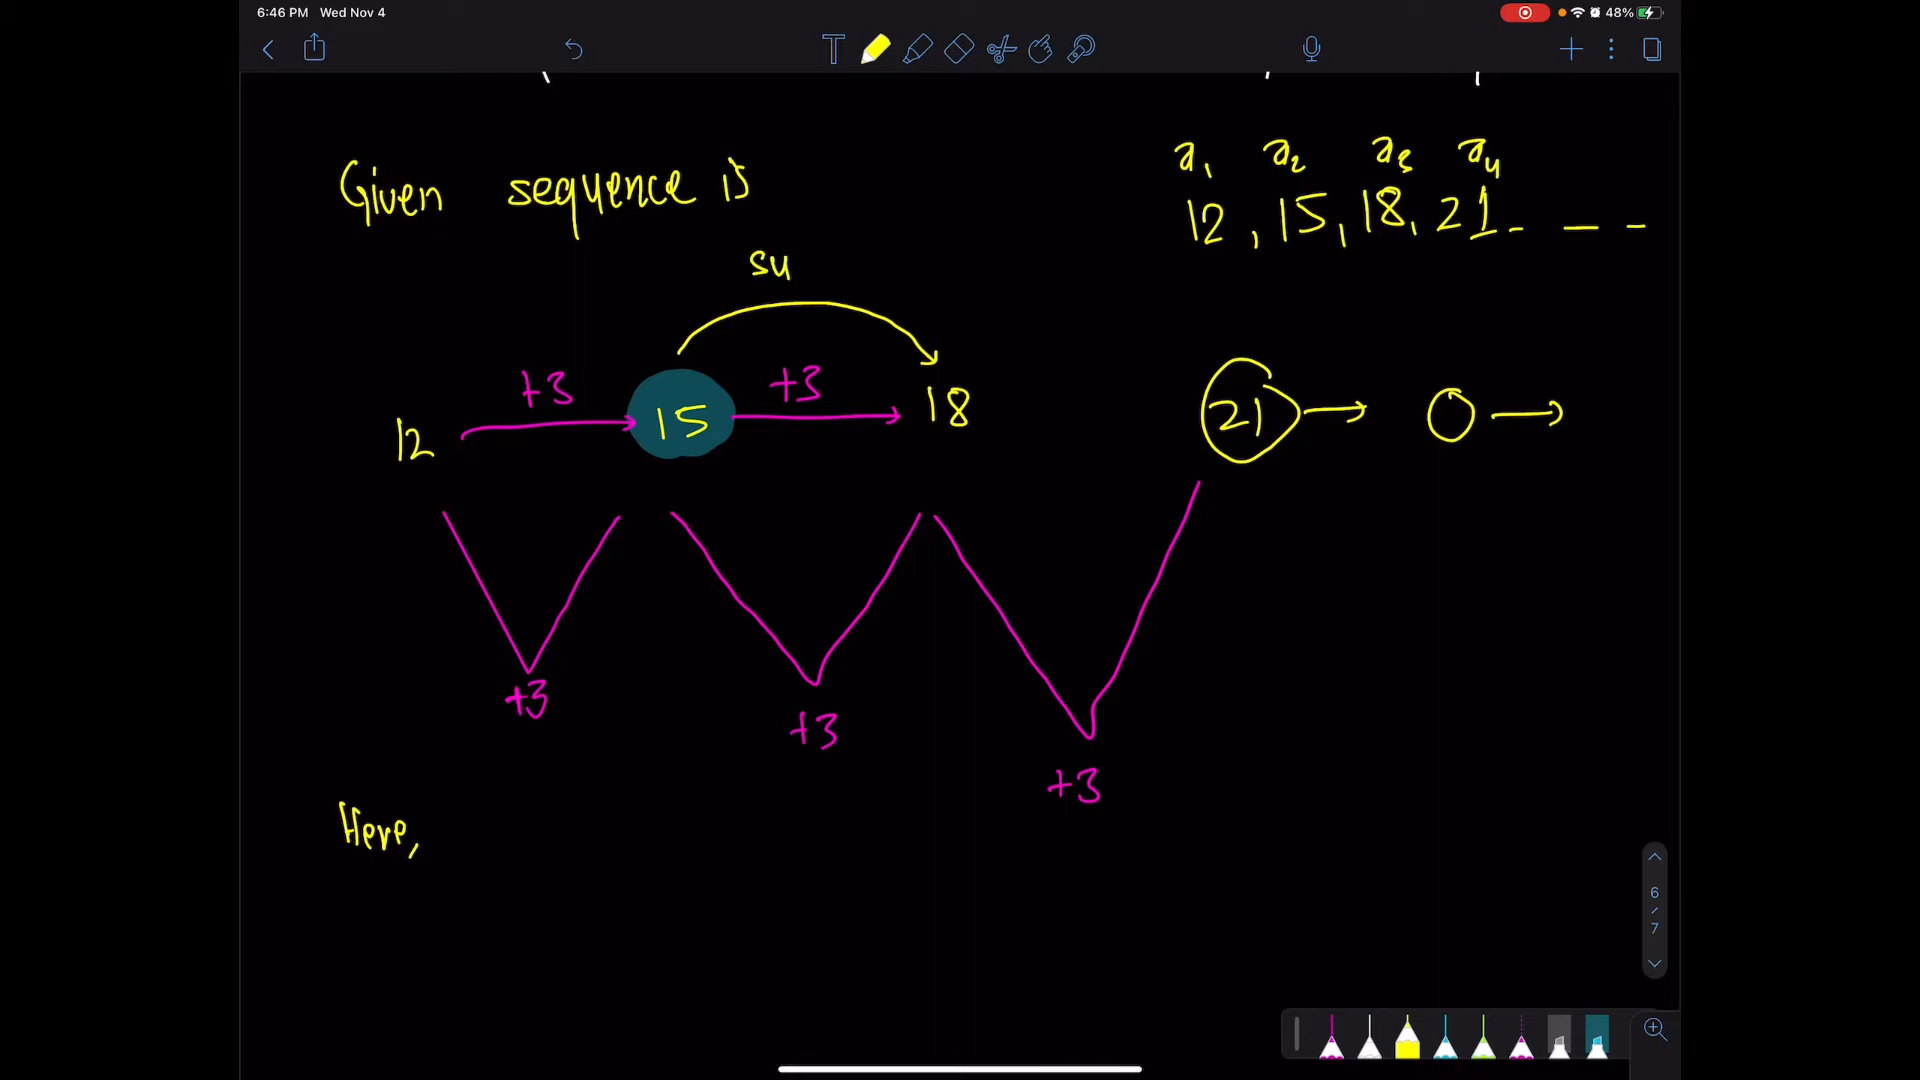 6:46 PM Wed Nov 4
48%
T
Given sequence is
a₁ a₂ a₃ a₄
12, 15, 18, 21 - - -
su
+3 +3
12 15 18 21
+3
+3
+3
Here,
6
/
7